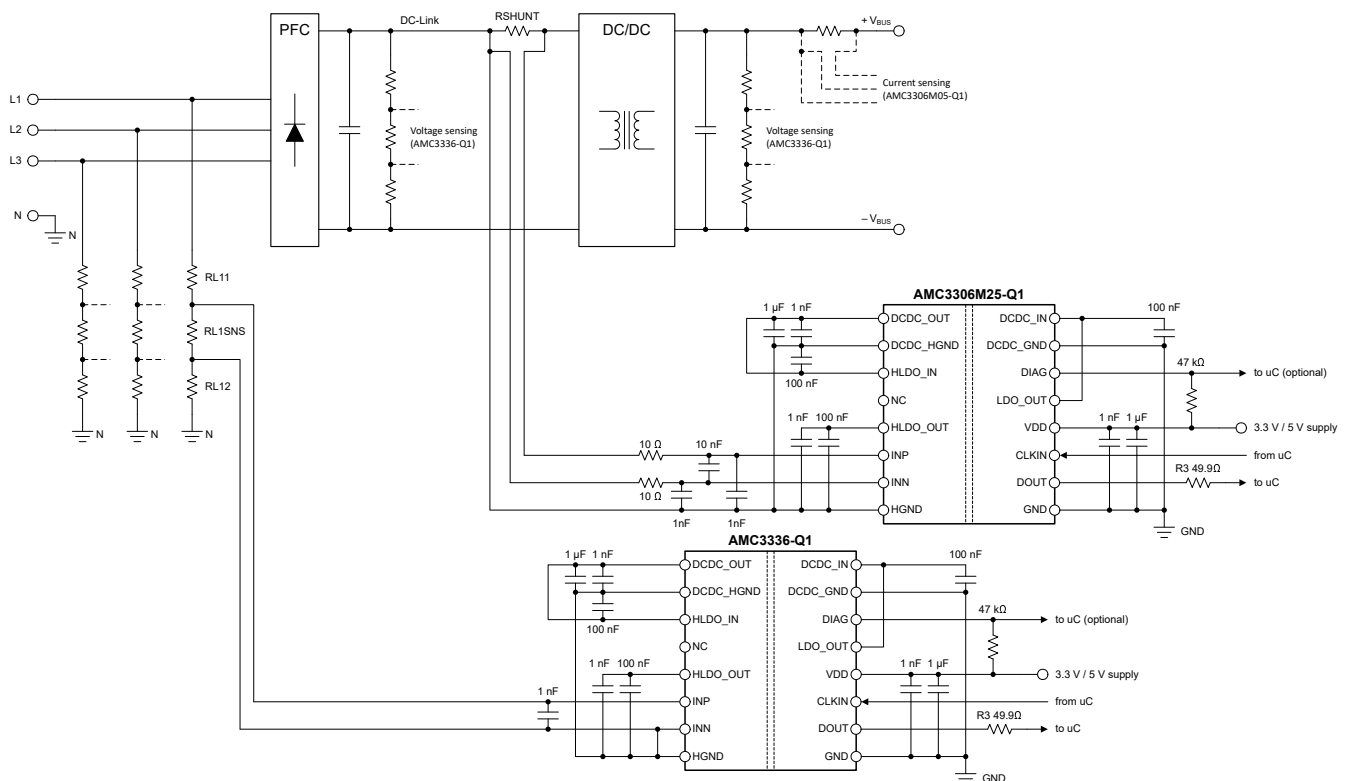 PFC
DC-Link
RSHUNT
DC/DC
+ VBUS
Current sensing
(AMC3306M05-Q1)
L1
L2
L3
N
N
Voltage sensing
(AMC3336-Q1)
Voltage sensing
(AMC3336-Q1)
– VBUS
RL11
RL1SNS
RL12
N
N
N
AMC3306M25-Q1
1 µF
1 nF
100 nF
DCDC_OUT
DCDC_HGND
HLDO_IN
NC
HLDO_OUT
INP
INN
HGND
1 nF
100 nF
10 Ω
10 nF
10 Ω
1nF
1nF
DCDC_IN
DCDC_GND
DIAG
LDO_OUT
VDD
CLKIN
DOUT
GND
100 nF
47 kΩ
to uC (optional)
1 nF
1 µF
3.3 V / 5 V supply
from uC
R3 49.9Ω
to uC
GND
AMC3336-Q1
1 µF
1 nF
100 nF
DCDC_OUT
DCDC_HGND
HLDO_IN
NC
HLDO_OUT
INP
INN
HGND
1 nF
100 nF
1 nF
DCDC_IN
DCDC_GND
DIAG
LDO_OUT
VDD
CLKIN
DOUT
GND
100 nF
47 kΩ
to uC (optional)
1 nF
1 µF
3.3 V / 5 V supply
from uC
R3 49.9Ω
to uC
GND